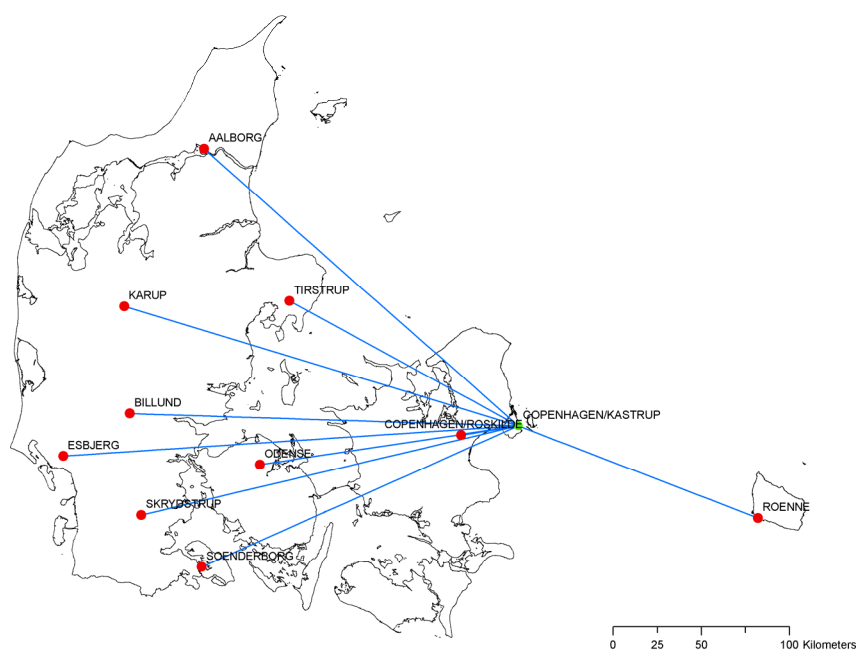 AALBORG
TIRSTRUP
KARUP
BILLUND
COPENHAGEN/KASTRUP
COPENHAGEN/ROSKILDE
ESBJERG
ODENSE
SKRYDSTRUP
ROENNE
SOENDERBORG
0 25 50 100 Kilometers